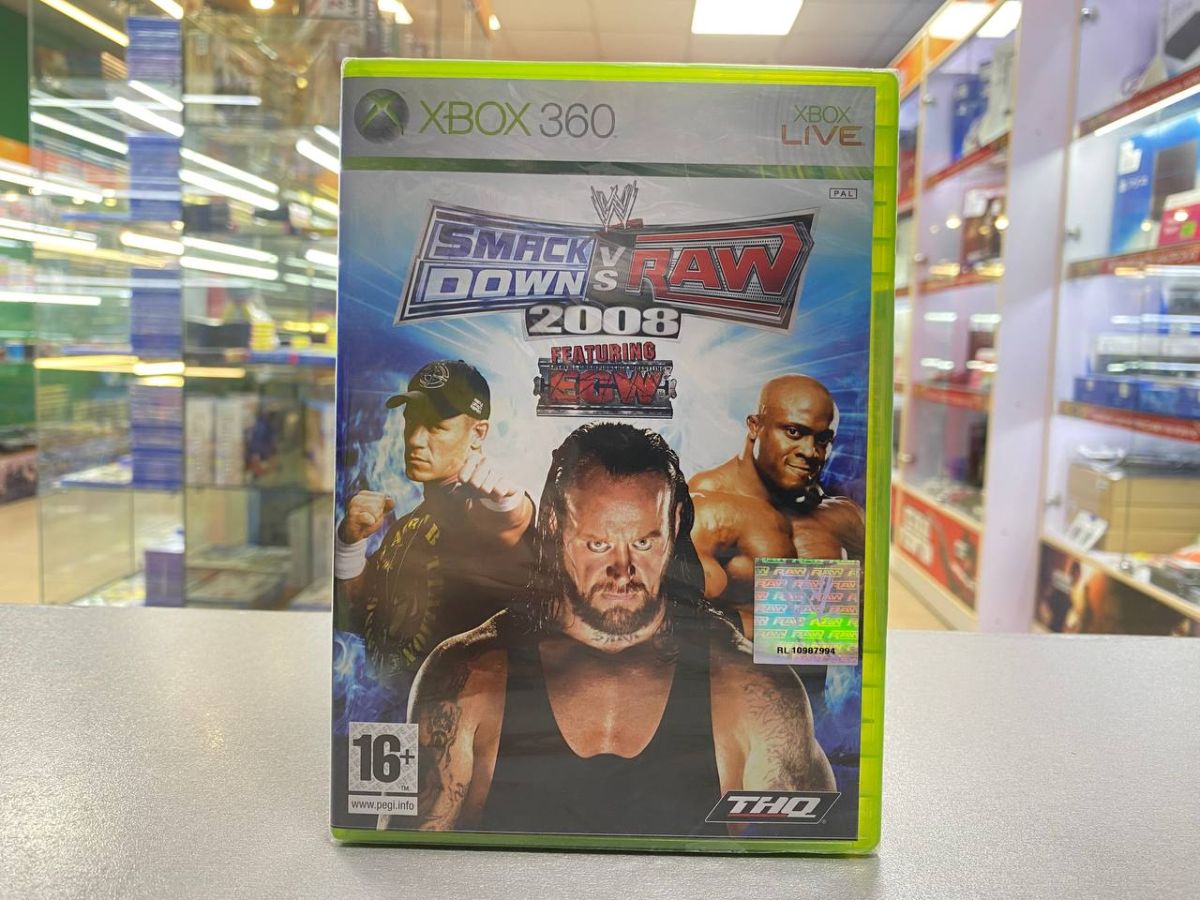 XBOX 360
XBOX
LIVE
PAL
W
SMACK
DOWN
VS
RAW
2008
FEATURING
ECW
RL 10987994
16+
www.pegi.info
THQ